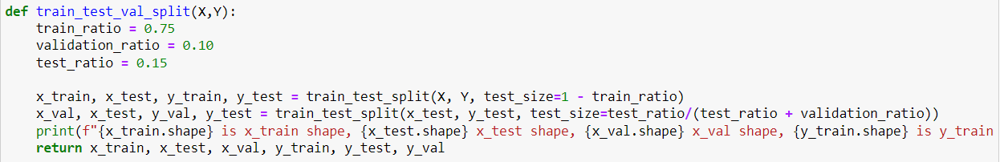 def train_test_val_split(X,Y):
    train_ratio = 0.75
    validation_ratio = 0.10
    test_ratio = 0.15

    x_train, x_test, y_train, y_test = train_test_split(X, Y, test_size=1 - train_ratio)
    x_val, x_test, y_val, y_test = train_test_split(x_test, y_test, test_size=test_ratio/(test_ratio + validation_ratio))
    print(f"{x_train.shape} is x_train shape, {x_test.shape} x_test shape, {x_val.shape} x_val shape, {y_train.shape} is y_train
    return x_train, x_test, x_val, y_train, y_test, y_val